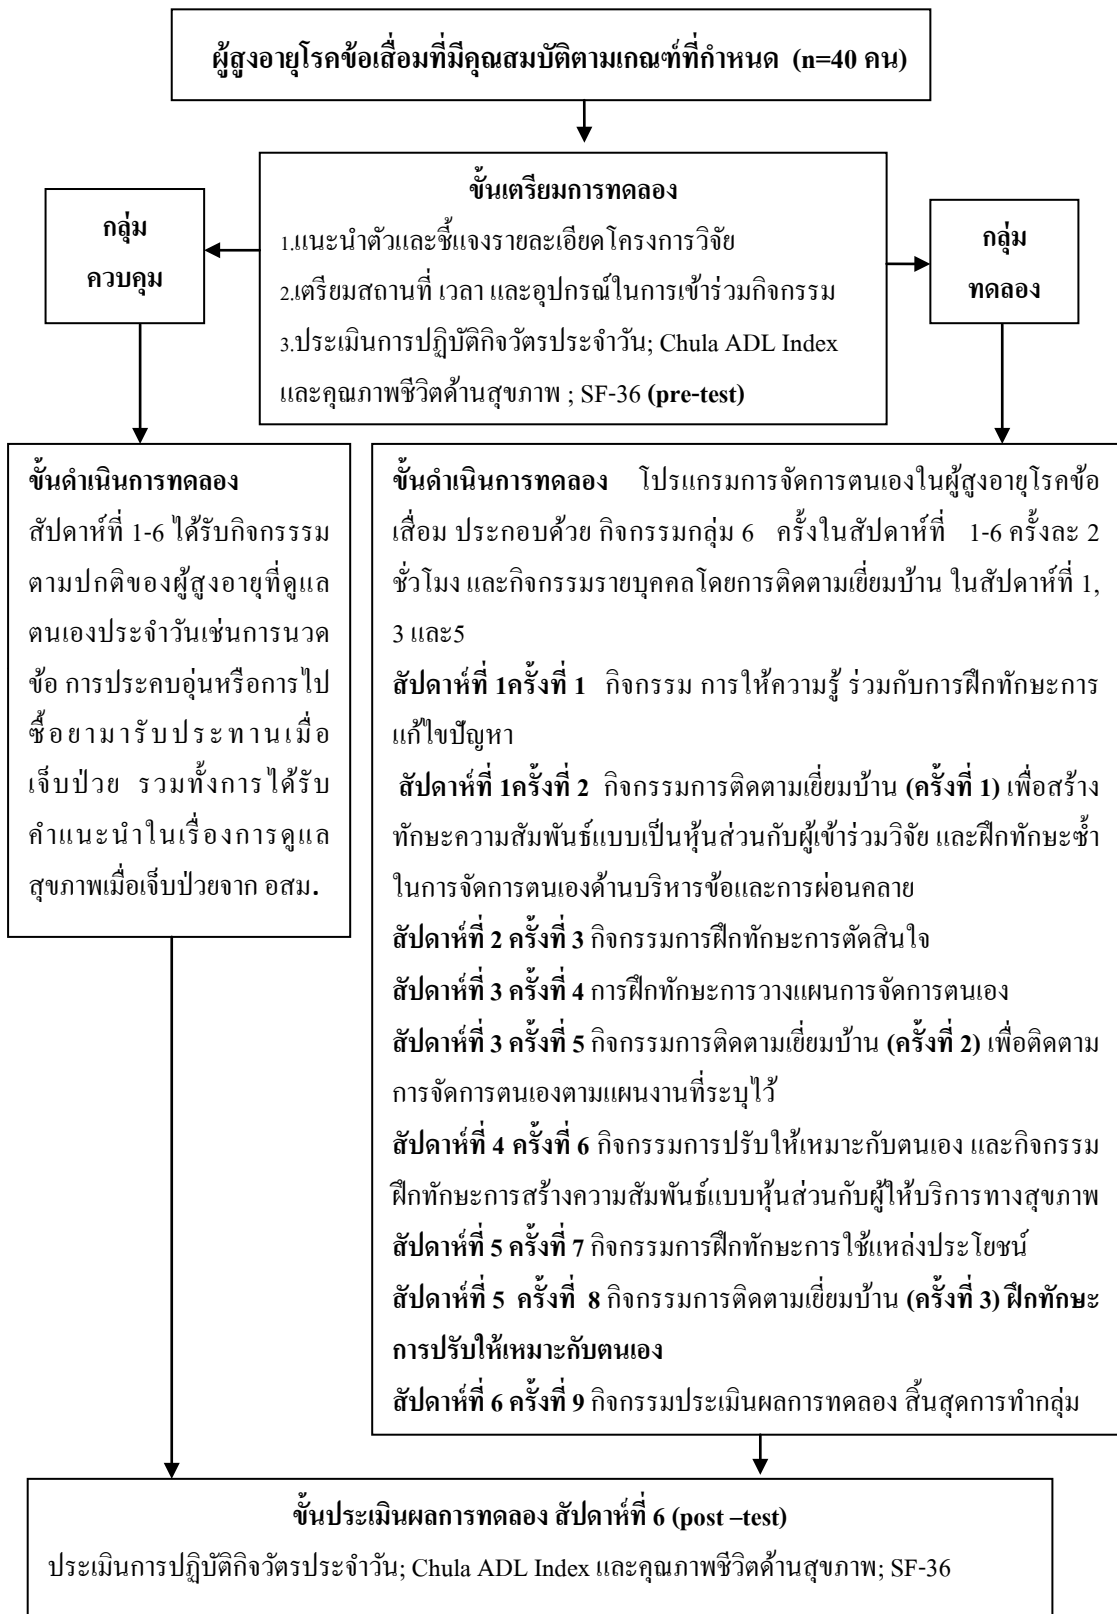 ผู้สูงอายุโรคข้อเสื่อมที่มีคุณสมบัติตามเกณฑ์ที่กำหนด (n=40 คน)
ขั้นเตรียมการทดลอง
1.แนะนำตัวและชี้แจงรายละเอียดโครงการวิจัย
2.เตรียมสถานที่ เวลา และอุปกรณ์ในการเข้าร่วมกิจกรรม
3.ประเมินการปฏิบัติกิจวัตรประจำวัน; Chula ADL Index
และคุณภาพชีวิตด้านสุขภาพ ; SF-36 (pre-test)
กลุ่ม
ควบคุม
กลุ่ม
ทดลอง
ขั้นดำเนินการทดลอง
สัปดาห์ที่ 1-6 ได้รับกิจกรรรม
ตามปกติของผู้สูงอายุที่ดูแล
ตนเองประจำวันเช่นการนวด
ข้อ การประคบอุ่นหรือการไป
ซื้อยามารับประทานเมื่อ
เจ็บป่วย รวมทั้งการได้รับ
คำแนะนำในเรื่องการดูแล
สุขภาพเมื่อเจ็บป่วยจาก อสม.
ขั้นดำเนินการทดลอง โปรแกรมการจัดการตนเองในผู้สูงอายุโรคข้อ
เสื่อม ประกอบด้วย กิจกรรมกลุ่ม 6 ครั้งในสัปดาห์ที่ 1-6 ครั้งละ 2
ชั่วโมง และกิจกรรมรายบุคคลโดยการติดตามเยี่ยมบ้าน ในสัปดาห์ที่ 1,
3 และ5
สัปดาห์ที่ 1ครั้งที่ 1 กิจกรรม การให้ความรู้ ร่วมกับการฝึกทักษะการ
แก้ไขปัญหา
สัปดาห์ที่ 1ครั้งที่ 2 กิจกรรมการติดตามเยี่ยมบ้าน (ครั้งที่ 1) เพื่อสร้าง
ทักษะความสัมพันธ์แบบเป็นหุ้นส่วนกับผู้เข้าร่วมวิจัย และฝึกทักษะซ้ำ
ในการจัดการตนเองด้านบริหารข้อและการผ่อนคลาย
สัปดาห์ที่ 2 ครั้งที่ 3 กิจกรรมการฝึกทักษะการตัดสินใจ
สัปดาห์ที่ 3 ครั้งที่ 4 การฝึกทักษะการวางแผนการจัดการตนเอง
สัปดาห์ที่ 3 ครั้งที่ 5 กิจกรรมการติดตามเยี่ยมบ้าน (ครั้งที่ 2) เพื่อติดตาม
การจัดการตนเองตามแผนงานที่ระบุไว้
สัปดาห์ที่ 4 ครั้งที่ 6 กิจกรรมการปรับให้เหมาะกับตนเอง และกิจกรรม
ฝึกทักษะการสร้างความสัมพันธ์แบบหุ้นส่วนกับผู้ให้บริการทางสุขภาพ
สัปดาห์ที่ 5 ครั้งที่ 7 กิจกรรมการฝึกทักษะการใช้แหล่งประโยชน์
สัปดาห์ที่ 5 ครั้งที่ 8 กิจกรรมการติดตามเยี่ยมบ้าน (ครั้งที่ 3) ฝึกทักษะ
การปรับให้เหมาะกับตนเอง
สัปดาห์ที่ 6 ครั้งที่ 9 กิจกรรมประเมินผลการทดลอง สิ้นสุดการทำกลุ่ม
ขั้นประเมินผลการทดลอง สัปดาห์ที่ 6 (post –test)
ประเมินการปฏิบัติกิจวัตรประจำวัน; Chula ADL Index และคุณภาพชีวิตด้านสุขภาพ; SF-36